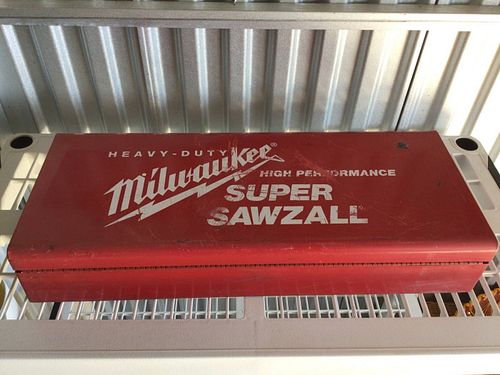 HEAVY-DUTY
Milwaukee®
HIGH PERFORMANCE
SUPER
SAWZALL®